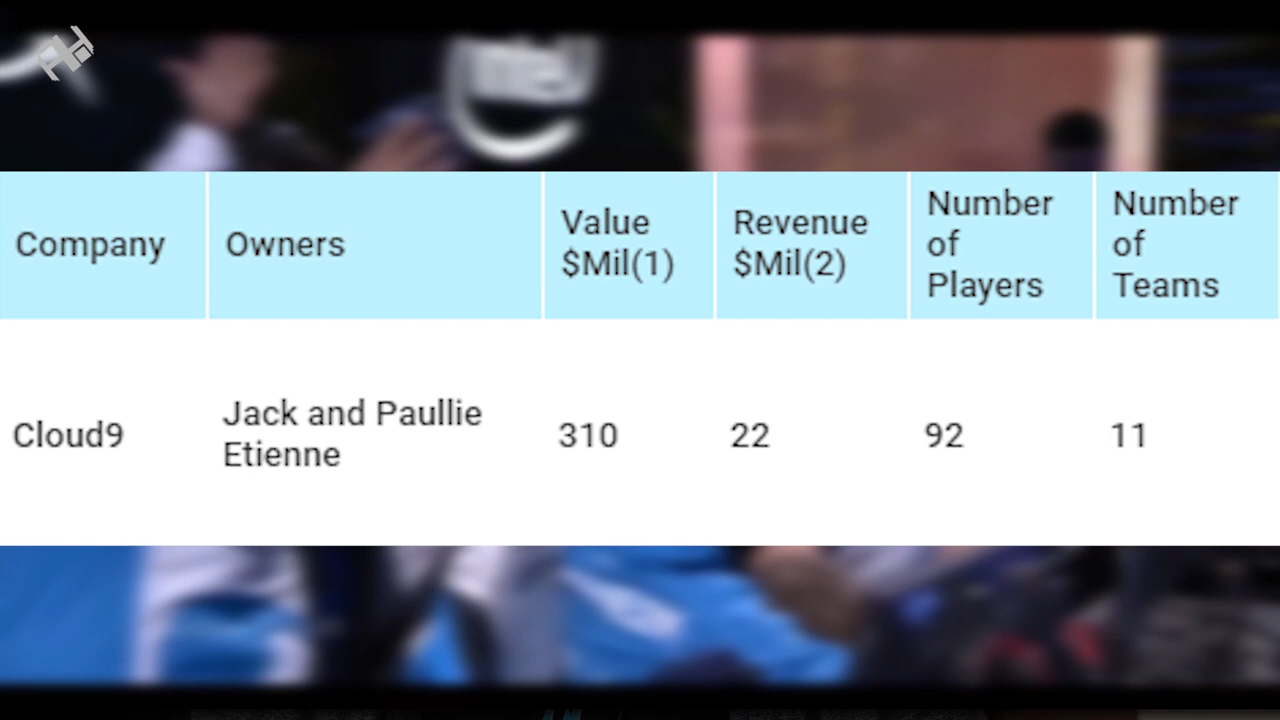 Company
Owners
Value
$Mil(1)
Revenue
$Mil(2)
Number
of
Players
Number
of
Teams
Cloud9
Jack and Paullie
Etienne
310
22
92
11